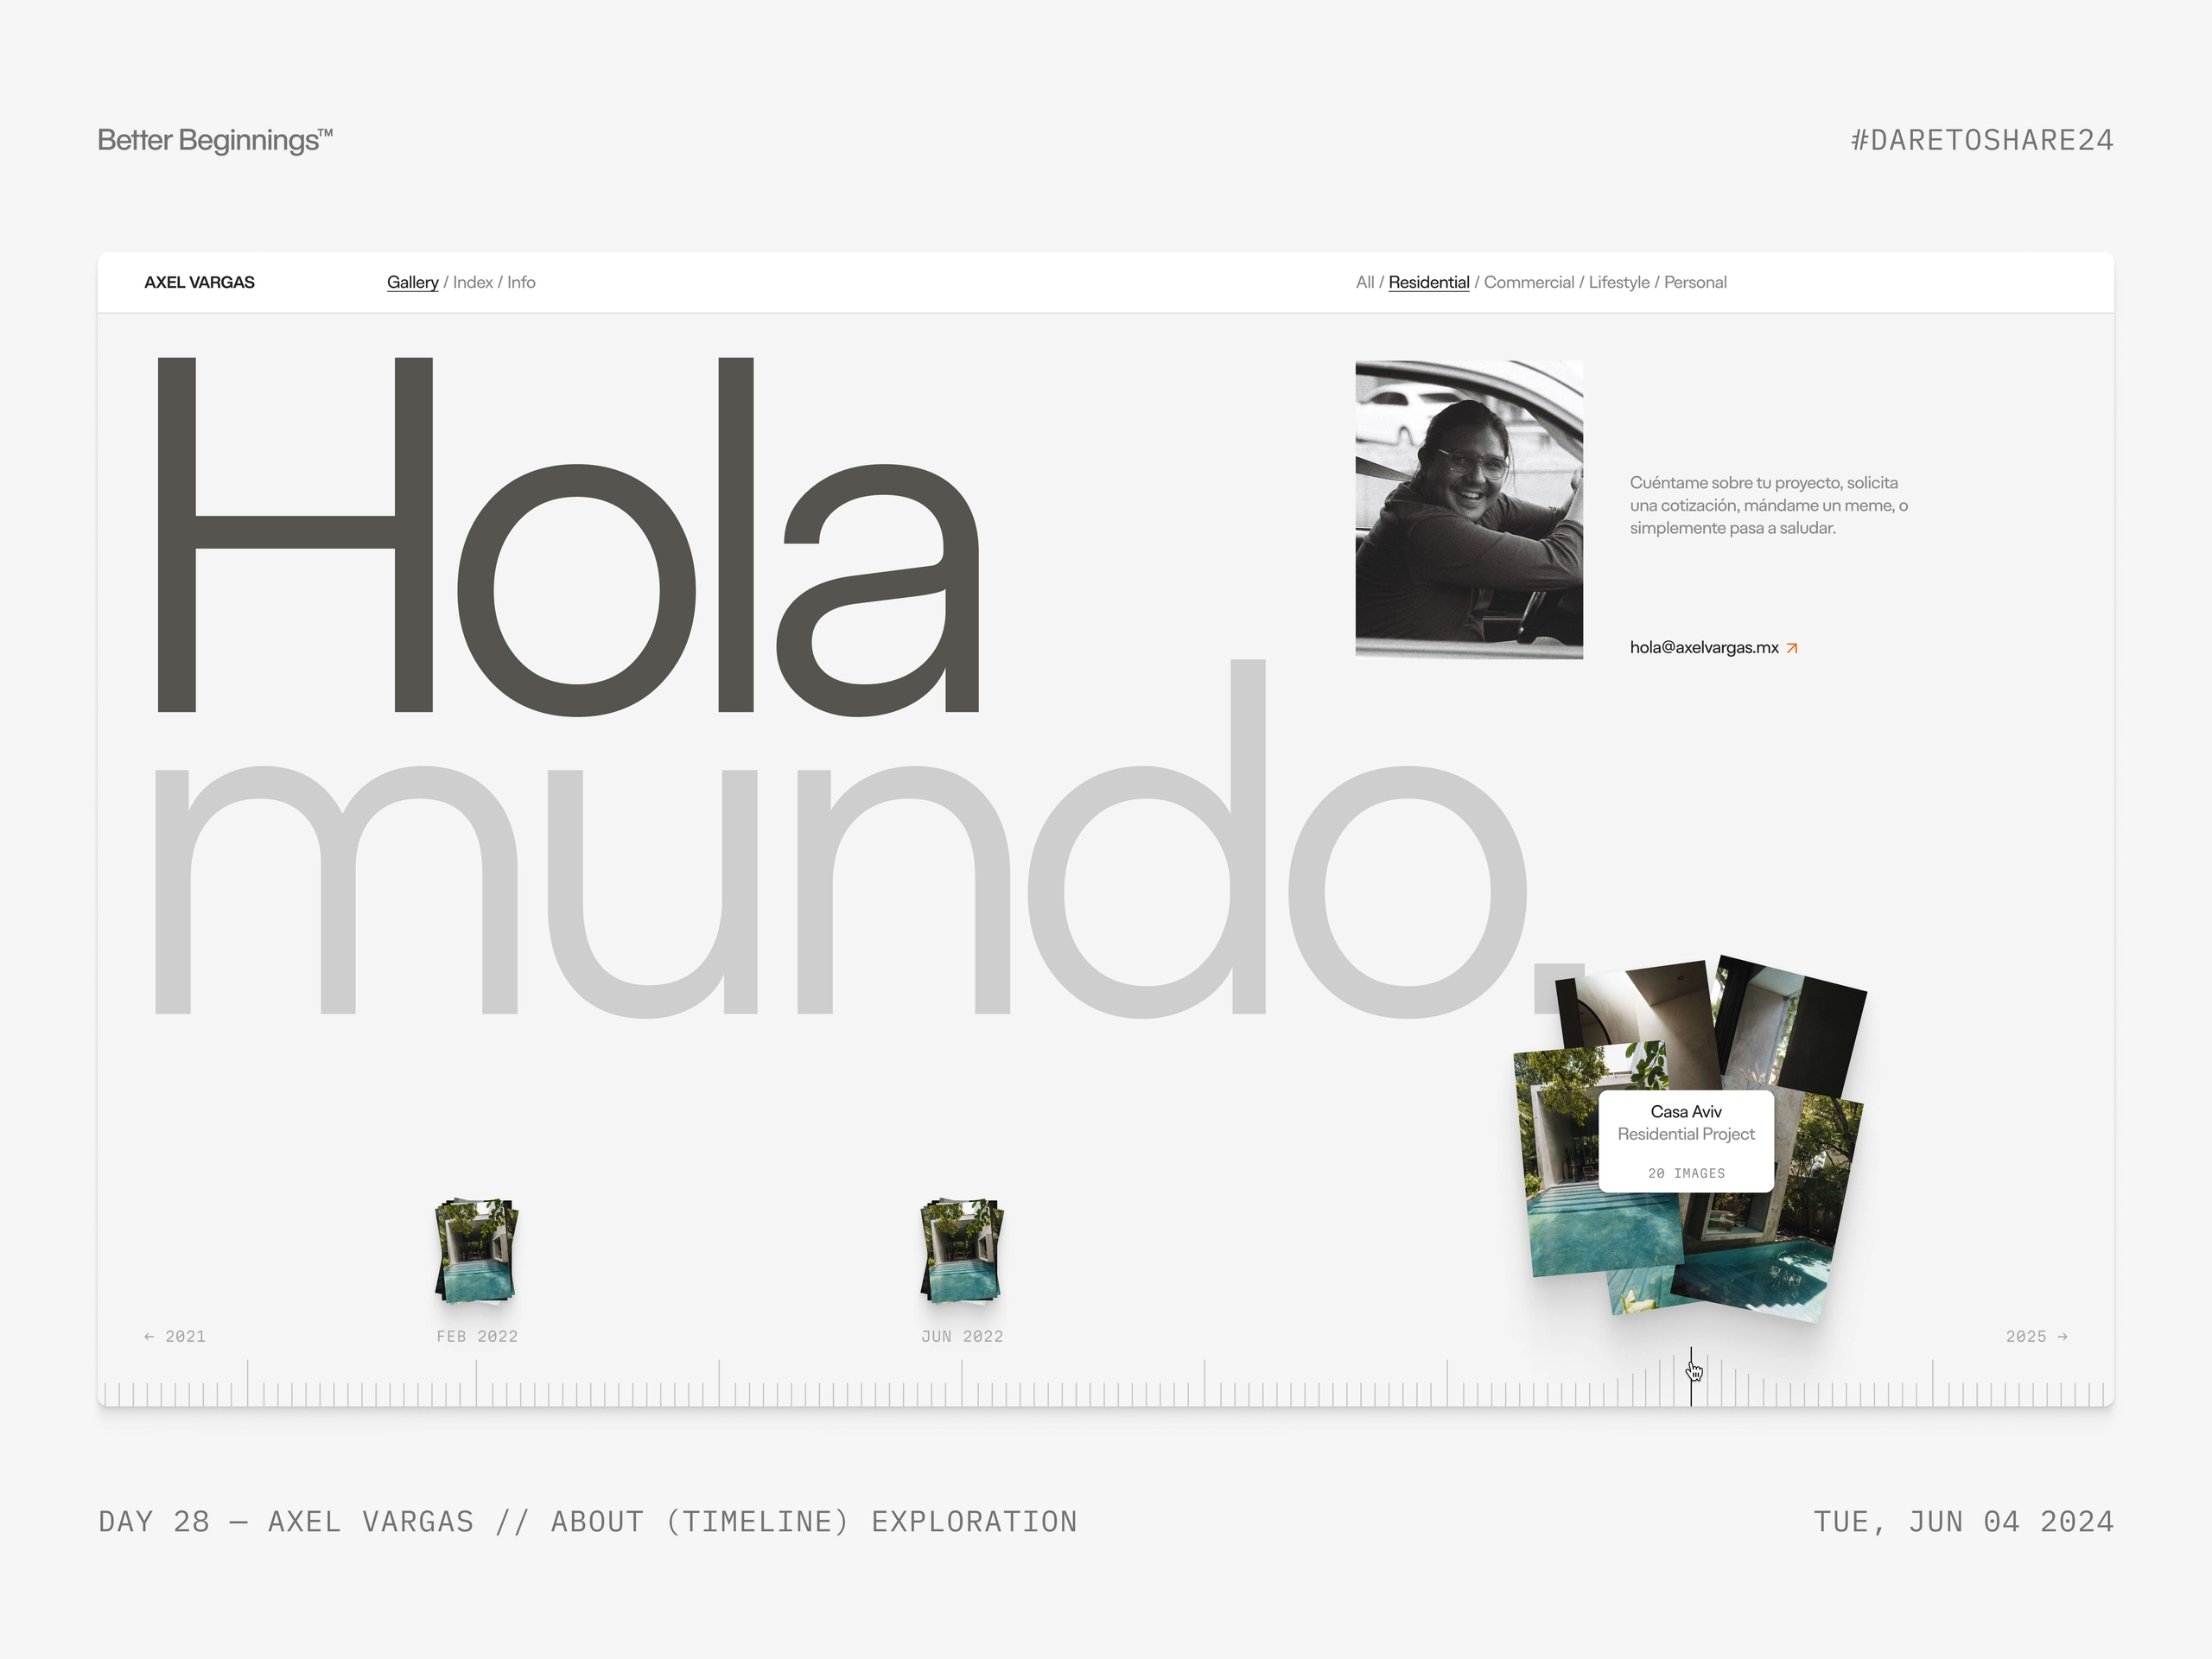 Better Beginnings™
#DARETOSHARE24
AXEL VARGAS
Gallery / Index / Info
All / Residential / Commercial / Lifestyle / Personal
Hola
mundo.
Cuéntame sobre tu proyecto, solicita
una cotización, mándame un meme, o
simplemente pasa a saludar.
hola@axelvargas.mx ↗
Casa Aviv
Residential Project
20 IMAGES
← 2021
FEB 2022
JUN 2022
2025 →
DAY 28 — AXEL VARGAS // ABOUT (TIMELINE) EXPLORATION
TUE, JUN 04 2024